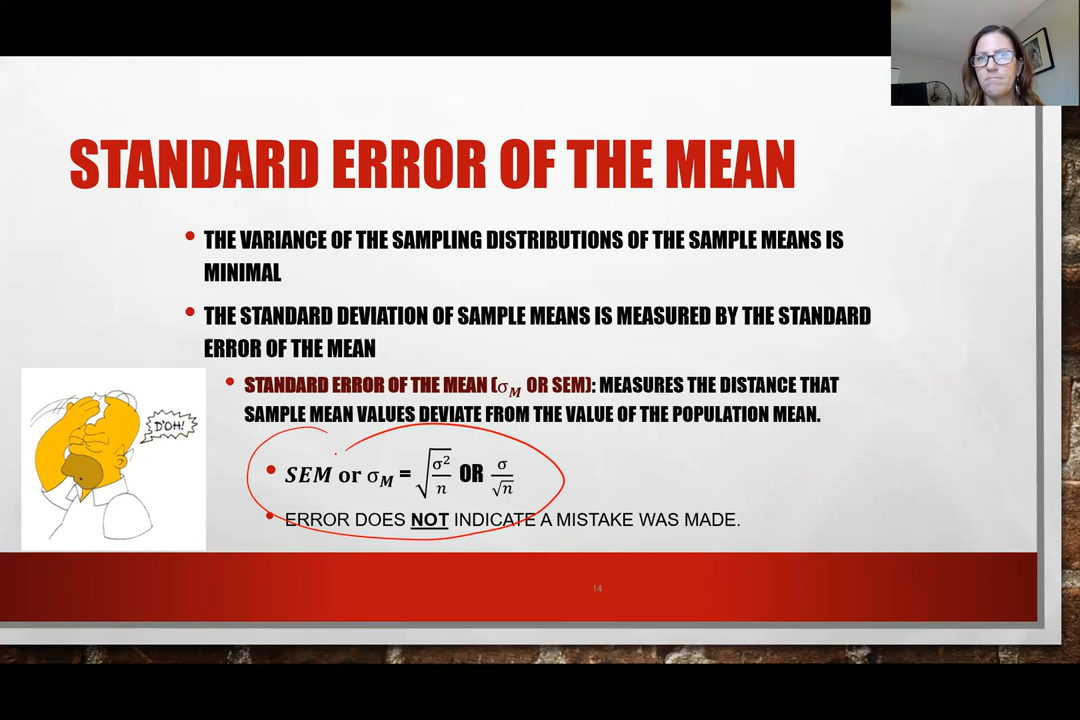 STANDARD ERROR OF THE MEAN
• THE VARIANCE OF THE SAMPLING DISTRIBUTIONS OF THE SAMPLE MEANS IS
MINIMAL
• THE STANDARD DEVIATION OF SAMPLE MEANS IS MEASURED BY THE STANDARD
ERROR OF THE MEAN
• STANDARD ERROR OF THE MEAN (σ_M OR SEM): MEASURES THE DISTANCE THAT
SAMPLE MEAN VALUES DEVIATE FROM THE VALUE OF THE POPULATION MEAN.
D'OH!
• SEM or σ_M = √(σ²/n) OR σ/√n
• ERROR DOES NOT INDICATE A MISTAKE WAS MADE.
14